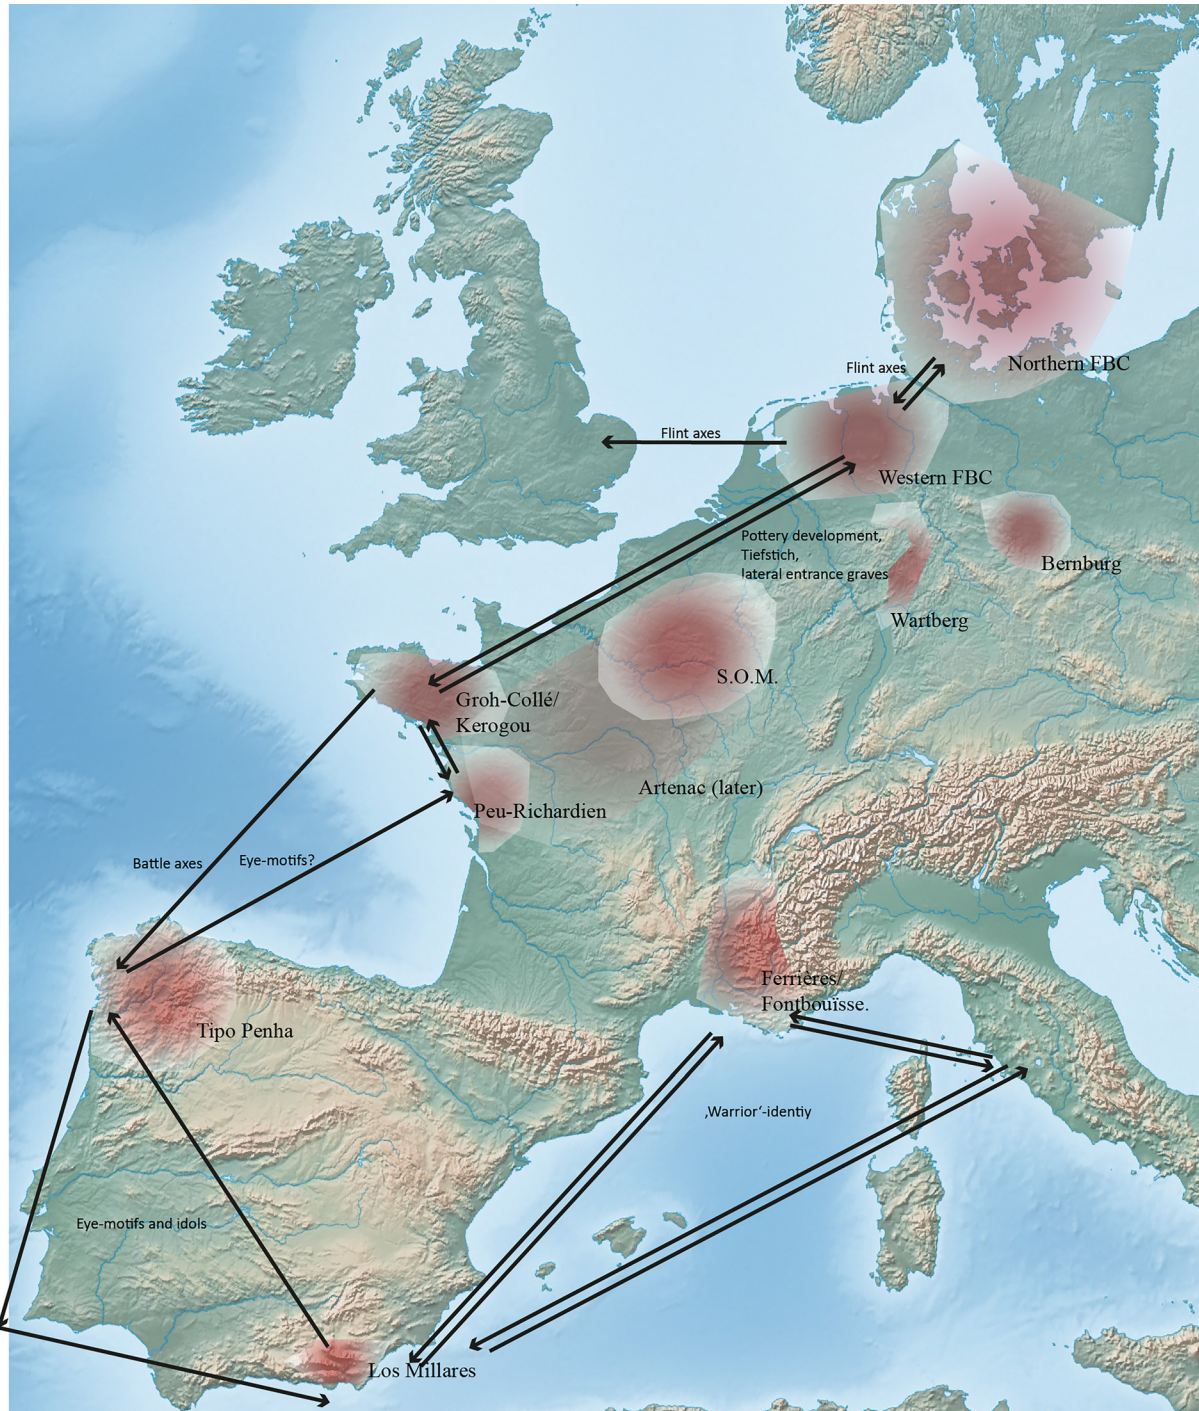 Northern FBC
Flint axes
Flint axes
Western FBC
Pottery development,
Tiefstich,
lateral entrance graves
Bernburg
Wartberg
S.O.M.
Groh-Collé/
Kerogou
Artenac (later)
Peu-Richardien
Battle axes
Eye-motifs?
Ferrières/
Fontbouïsse.
Tipo Penha
‚Warrior‘-identiy
Eye-motifs and idols
Los Millares